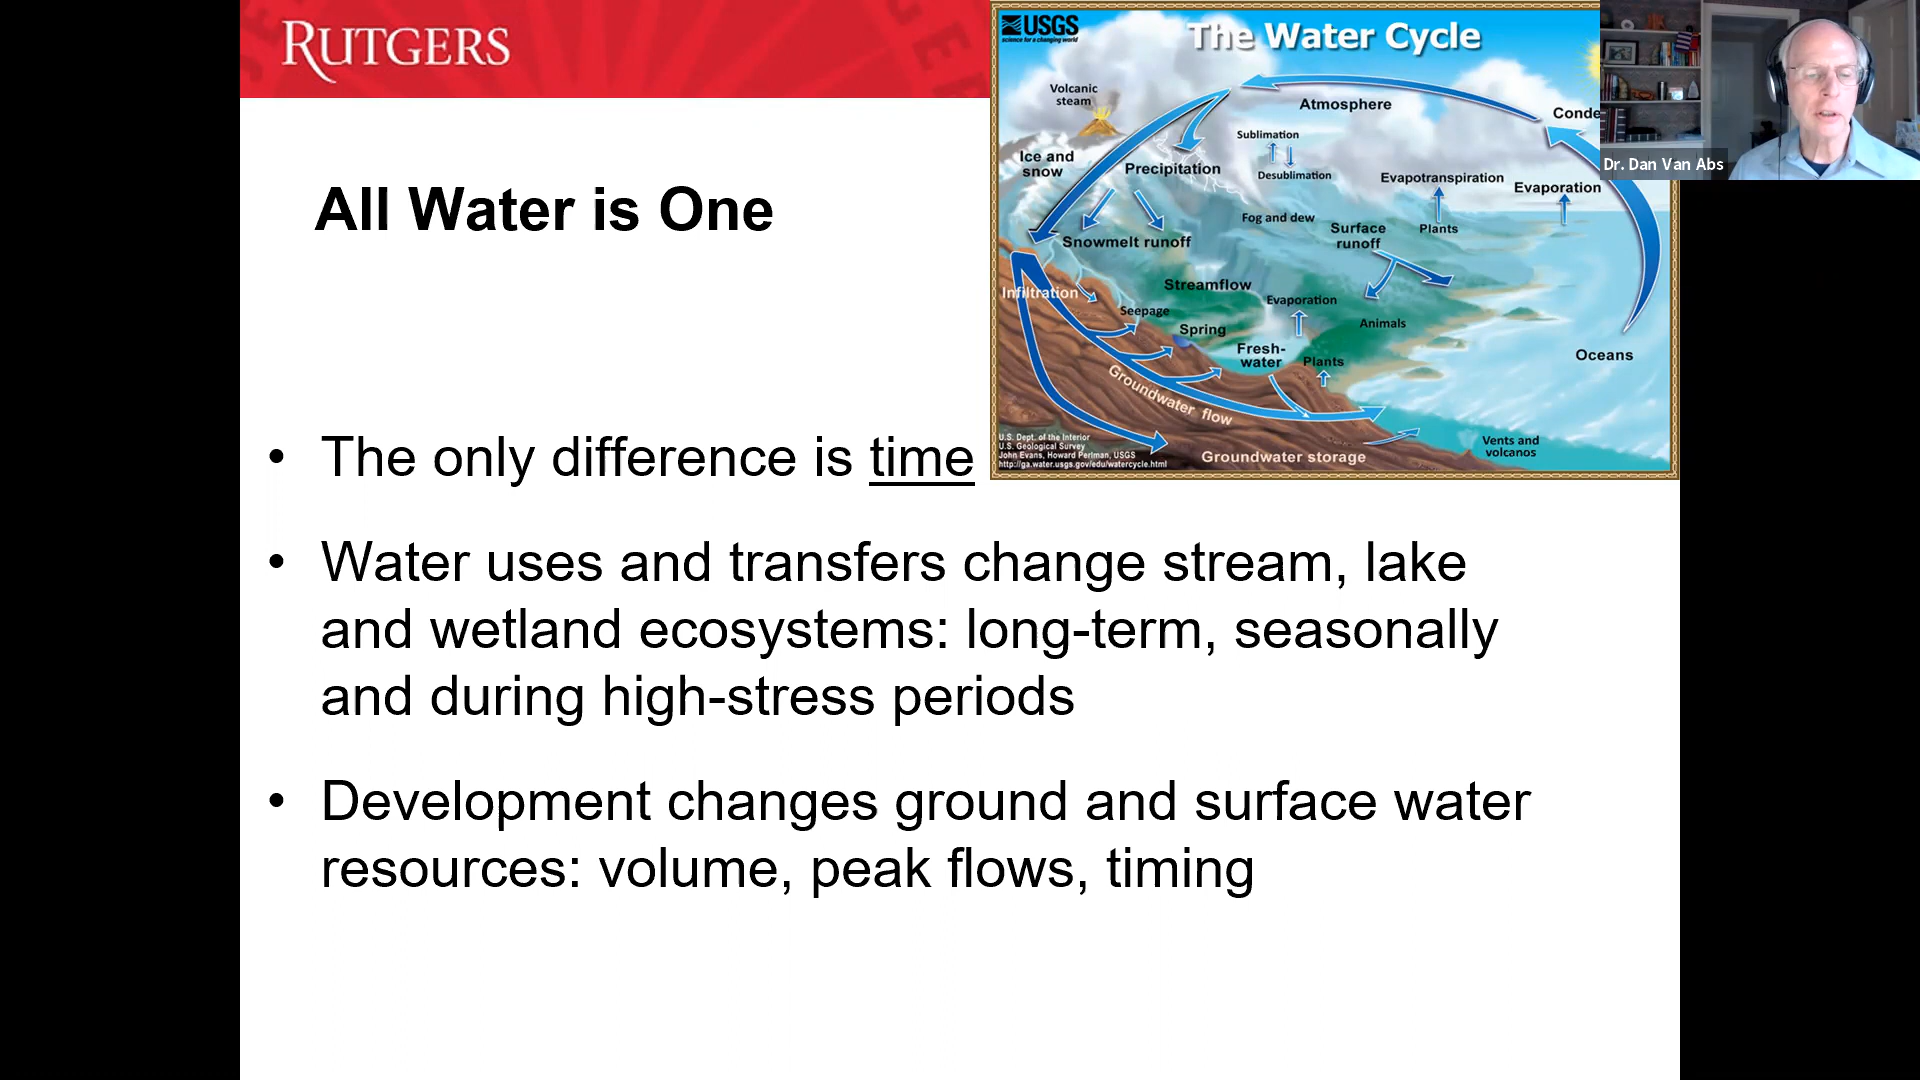 RUTGERS
All Water is One
• The only difference is time
• Water uses and transfers change stream, lake
and wetland ecosystems: long-term, seasonally
and during high-stress periods
• Development changes ground and surface water
resources: volume, peak flows, timing
USGS
science for a changing world
The Water Cycle
Volcanic
steam
Atmosphere
Conde
Sublimation
Desublimation
Ice and
snow
Precipitation
Evapotranspiration
Evaporation
Fog and dew
Surface
runoff
Plants
Snowmelt runoff
Infiltration
Streamflow
Evaporation
Seepage
Spring
Animals
Fresh-
water
Plants
Oceans
Groundwater flow
Vents and
volcanos
Groundwater storage
U.S. Dept. of the Interior
U.S. Geological Survey
John Evans, Howard Perlman, USGS
http://ga.water.usgs.gov/edu/watercycle.html
Dr. Dan Van Abs